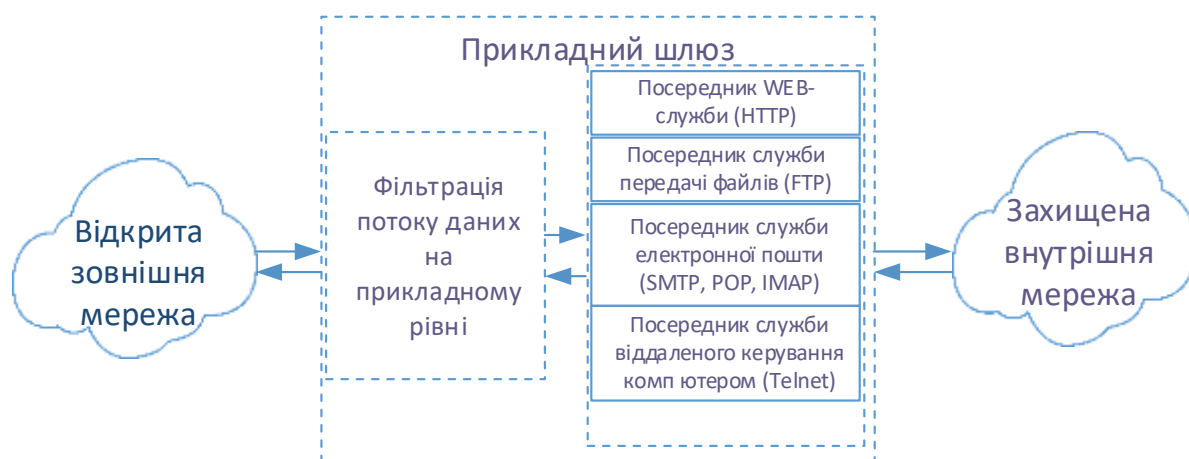 Прикладний шлюз
Відкрита
зовнішня
мережа
Фільтрація
потоку даних
на
прикладному
рівні
Посередник WEB-
служби (HTTP)
Посередник служби
передачі файлів (FTP)
Посередник служби
електронної пошти
(SMTP, POP, IMAP)
Посередник служби
віддаленого керування
комп ютером (Telnet)
Захищена
внутрішня
мережа